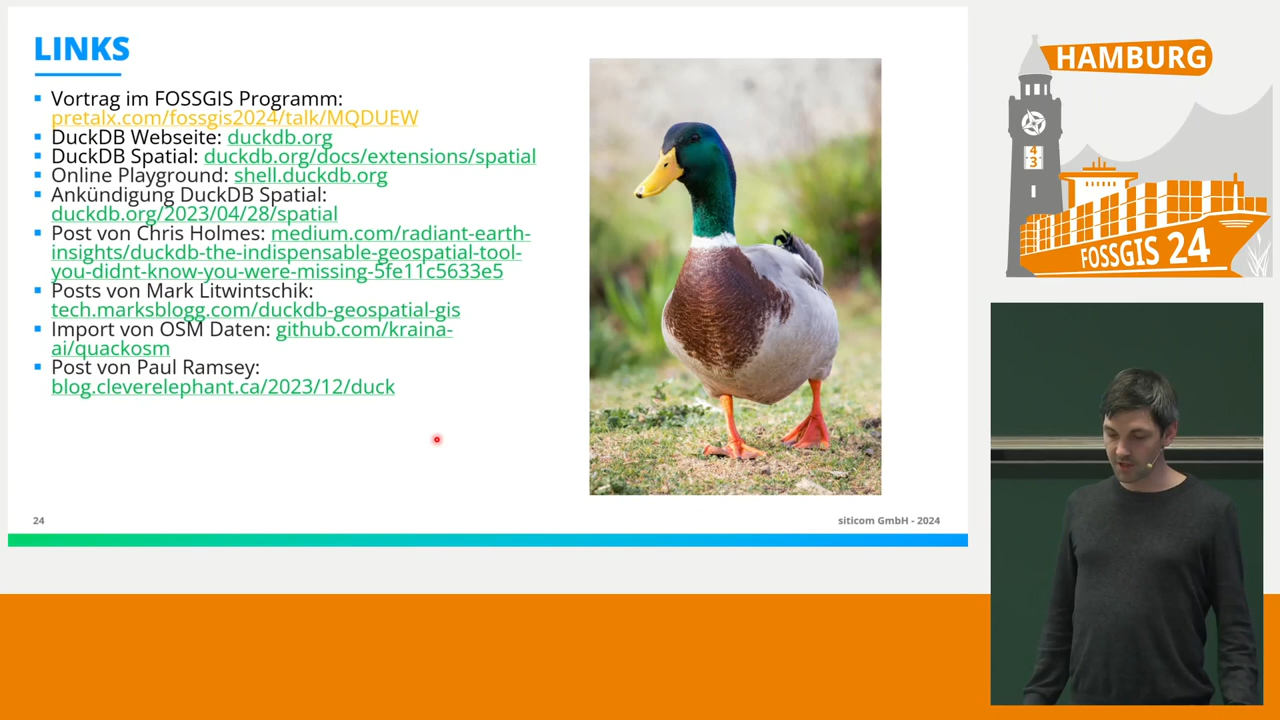 LINKS
Vortrag im FOSSGIS Programm:
pretalx.com/fossgis2024/talk/MQDUEW
DuckDB Webseite: duckdb.org
DuckDB Spatial: duckdb.org/docs/extensions/spatial
Online Playground: shell.duckdb.org
Ankündigung DuckDB Spatial:
duckdb.org/2023/04/28/spatial
Post von Chris Holmes: medium.com/radiant-earth-
insights/duckdb-the-indispensable-geospatial-tool-
you-didnt-know-you-were-missing-5fe11c5633e5
Posts von Mark Litwintschik:
tech.marksblogg.com/duckdb-geospatial-gis
Import von OSM Daten: github.com/kraina-
ai/quackosm
Post von Paul Ramsey:
blog.cleverelephant.ca/2023/12/duck
24
siticom GmbH - 2024
HAMBURG
4
3
FOSSGIS 24